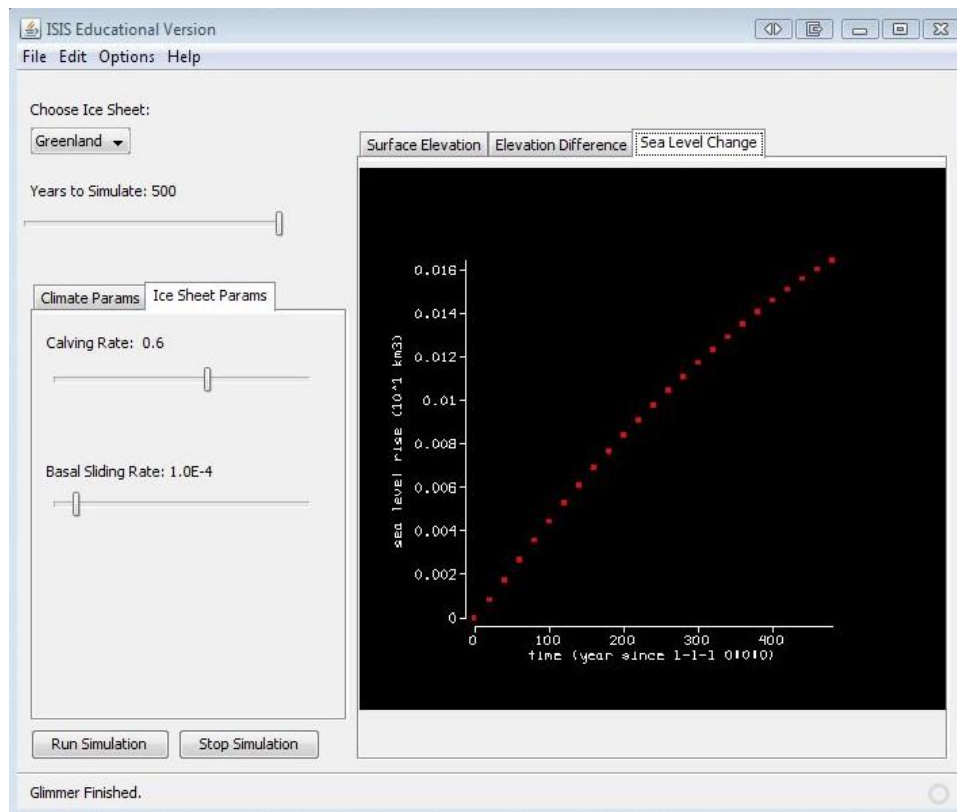 ISIS Educational Version
File Edit Options Help
Choose Ice Sheet:
Greenland
Years to Simulate: 500
Climate Params Ice Sheet Params
Calving Rate: 0.6
Basal Sliding Rate: 1.0E-4
Run Simulation Stop Simulation
Surface Elevation Elevation Difference Sea Level Change
sea level rise (10^1 km3)
0.016
0.014
0.012
0.01
0.008
0.006
0.004
0.002
0
0 100 200 300 400
time (year since 1-1-1 0:0:0)
Glimmer Finished.